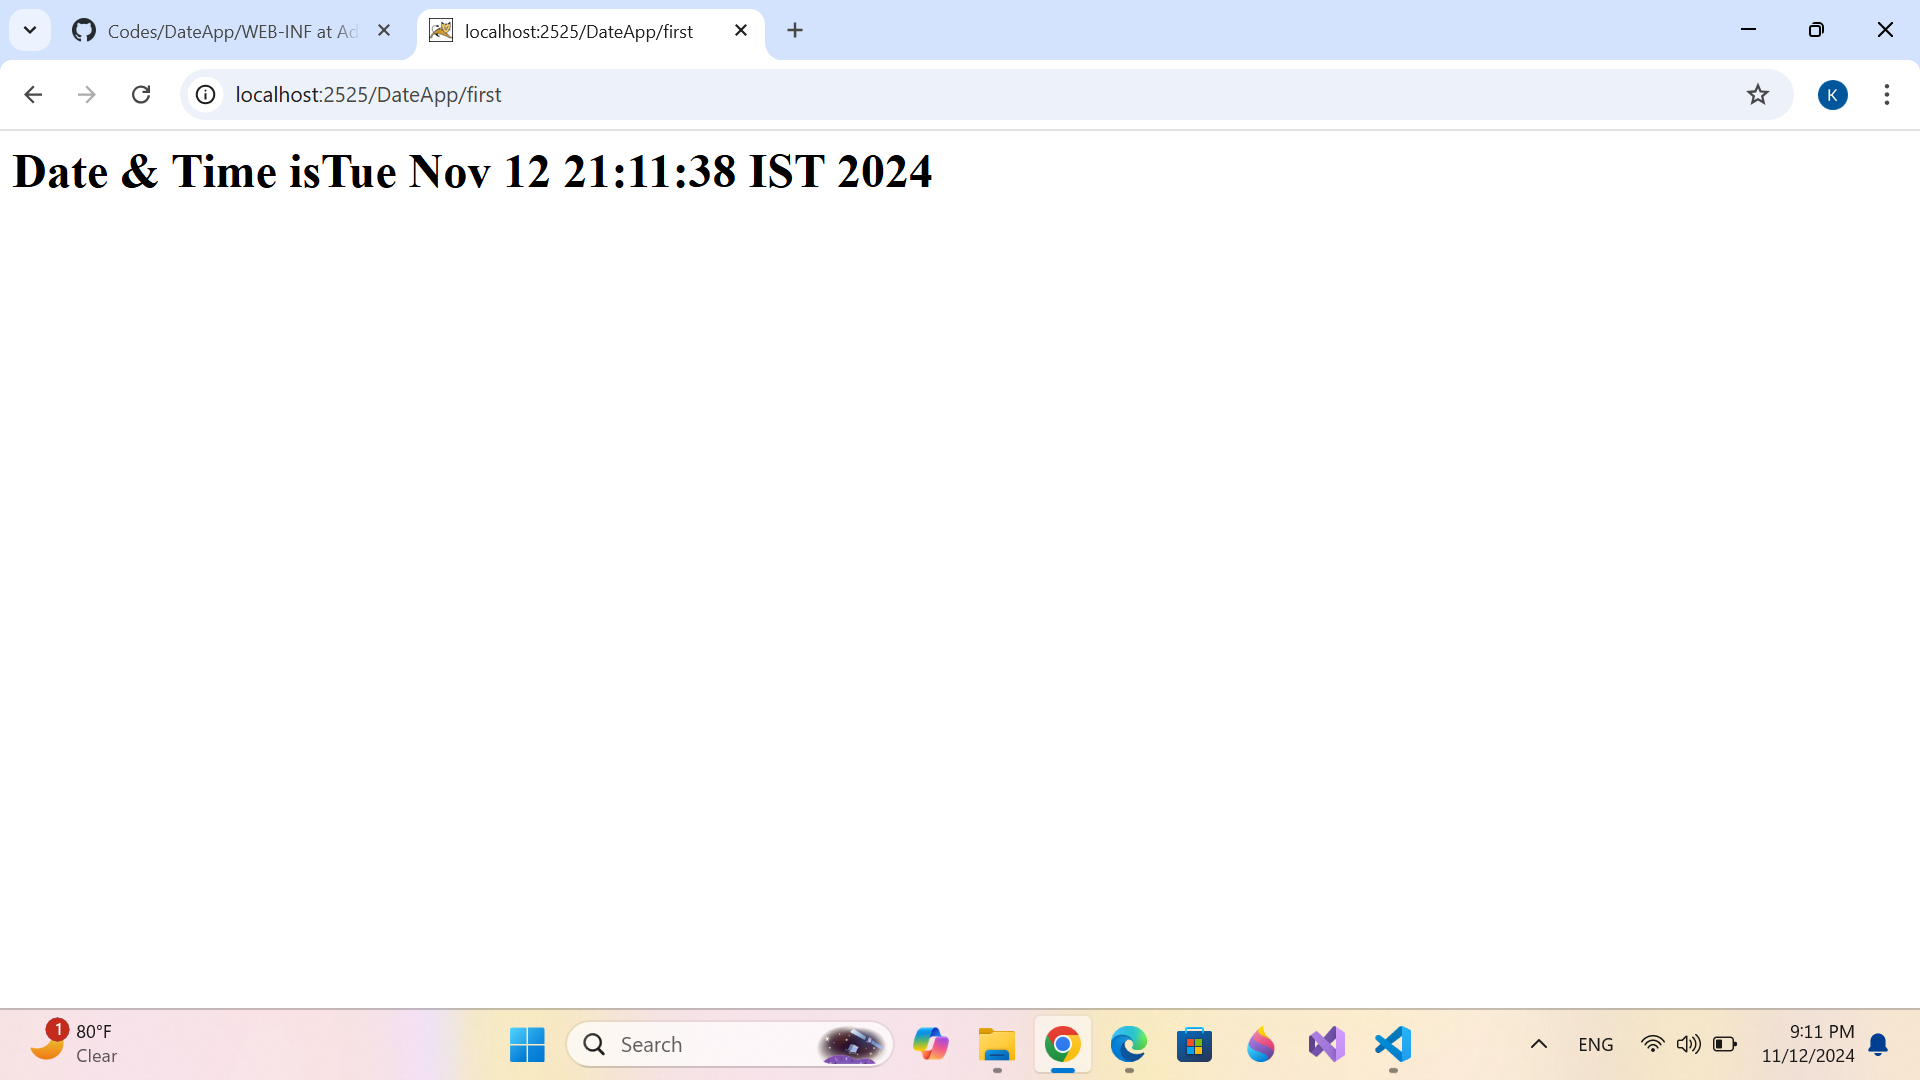 Codes/DateApp/WEB-INF at Ad
localhost:2525/DateApp/first
localhost:2525/DateApp/first
K
Date & Time isTue Nov 12 21:11:38 IST 2024
1
80°F
Clear
Search
ENG
9:11 PM
11/12/2024